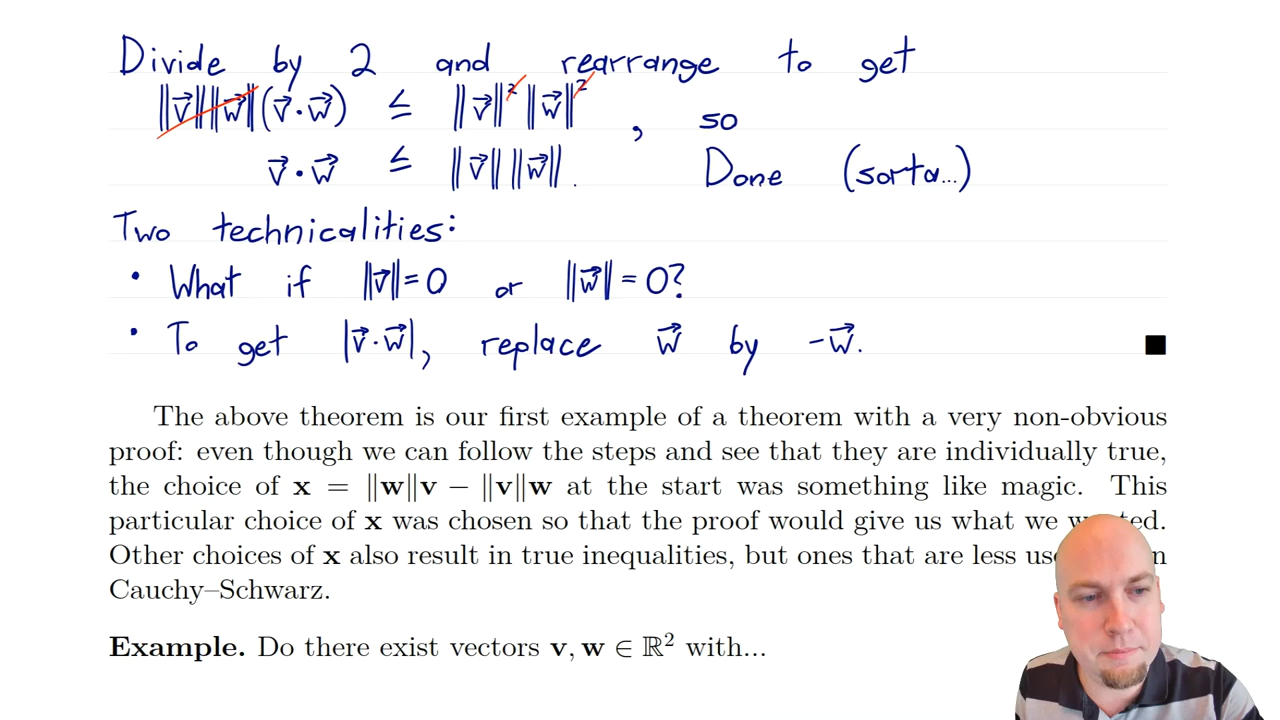 Divide by 2 and rearrange to get
‖v⃗‖‖w⃗‖(v⃗·w⃗) ≤ ‖v⃗‖² ‖w⃗‖², so
v⃗·w⃗ ≤ ‖v⃗‖ ‖w⃗‖. Done (sorta...)
Two technicalities:
• What if ‖v⃗‖=0 or ‖w⃗‖=0?
• To get |v⃗·w⃗|, replace w⃗ by -w⃗. ■
The above theorem is our first example of a theorem with a very non-obvious
proof: even though we can follow the steps and see that they are individually true,
the choice of x = ‖w‖v − ‖v‖w at the start was something like magic. This
particular choice of x was chosen so that the proof would give us what we
Other choices of x also result in true inequalities, but ones that are less
Cauchy–Schwarz.
Example. Do there exist vectors v, w ∈ ℝ² with...